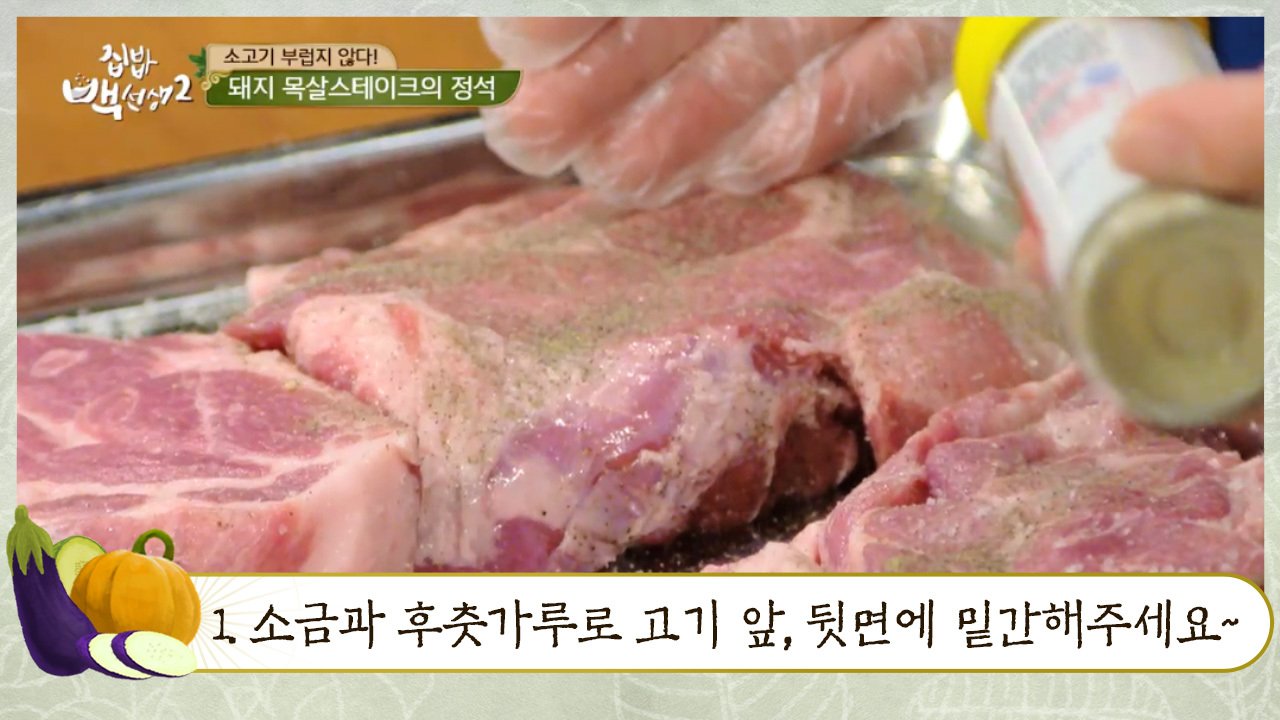 집밥
백선생2
소고기 부럽지 않다!
돼지 목살스테이크의 정석
1. 소금과 후춧가루로 고기 앞, 뒷면에 밑간해주세요~